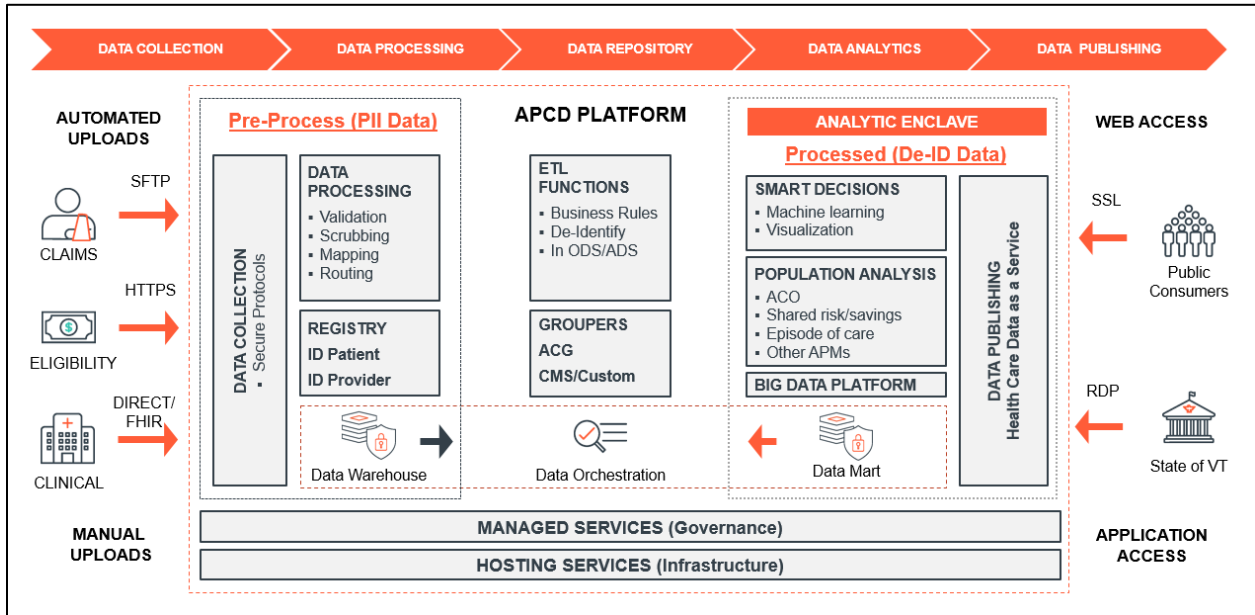 DATA COLLECTION
DATA PROCESSING
DATA REPOSITORY
DATA ANALYTICS
DATA PUBLISHING
AUTOMATED
UPLOADS
SFTP
CLAIMS
HTTPS
ELIGIBILITY
DIRECT/
FHIR
CLINICAL
MANUAL
UPLOADS
Pre-Process (PII Data)
DATA COLLECTION
▪ Secure Protocols
DATA
PROCESSING
▪ Validation
▪ Scrubbing
▪ Mapping
▪ Routing
REGISTRY
ID Patient
ID Provider
APCD PLATFORM
ETL
FUNCTIONS
▪ Business Rules
▪ De-Identify
▪ In ODS/ADS
GROUPERS
ACG
CMS/Custom
ANALYTIC ENCLAVE
Processed (De-ID Data)
SMART DECISIONS
▪ Machine learning
▪ Visualization
POPULATION ANALYSIS
▪ ACO
▪ Shared risk/savings
▪ Episode of care
▪ Other APMs
BIG DATA PLATFORM
DATA PUBLISHING
Health Care Data as a Service
Data Warehouse
Data Orchestration
Data Mart
MANAGED SERVICES (Governance)
HOSTING SERVICES (Infrastructure)
WEB ACCESS
SSL
Public
Consumers
RDP
State of VT
APPLICATION
ACCESS